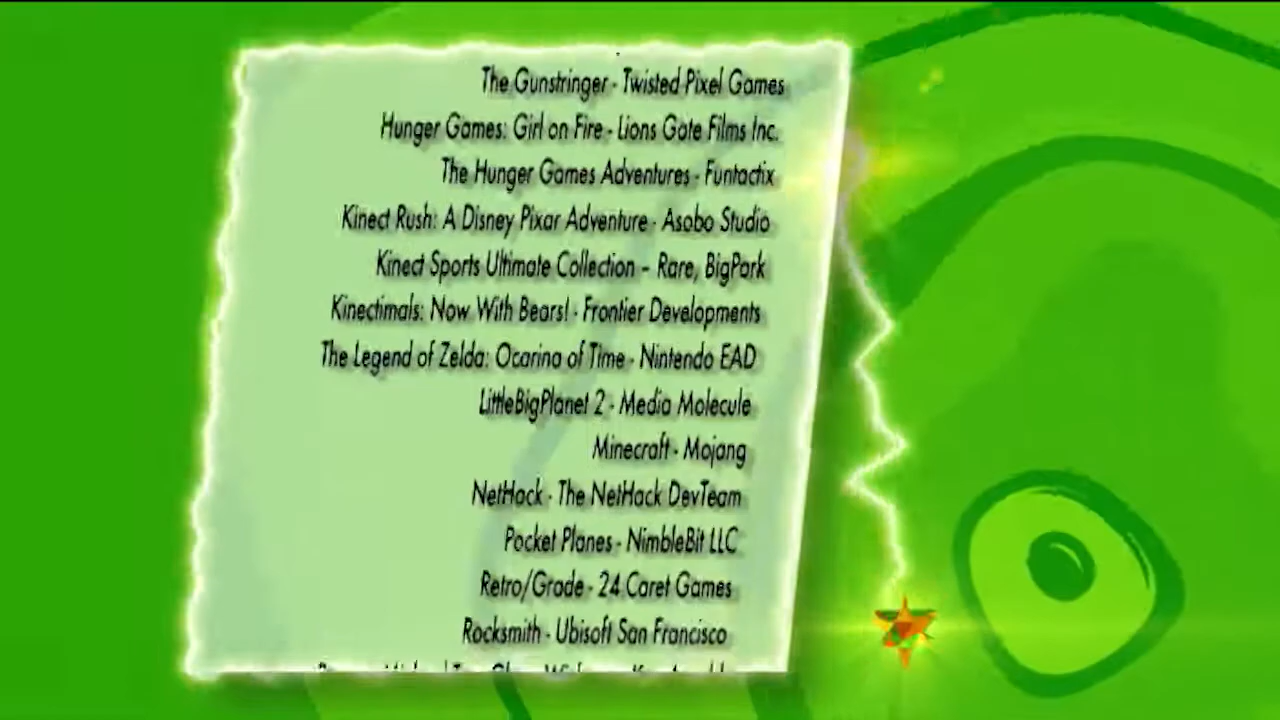 The Gunstringer - Twisted Pixel Games
Hunger Games: Girl on Fire - Lions Gate Films Inc.
The Hunger Games Adventures - Funtactix
Kinect Rush: A Disney Pixar Adventure - Asobo Studio
Kinect Sports Ultimate Collection – Rare, BigPark
Kinectimals: Now With Bears! - Frontier Developments
The Legend of Zelda: Ocarina of Time - Nintendo EAD
LittleBigPlanet 2 - Media Molecule
Minecraft - Mojang
NetHack - The NetHack DevTeam
Pocket Planes - NimbleBit LLC
Retro/Grade - 24 Caret Games
Rocksmith - Ubisoft San Francisco